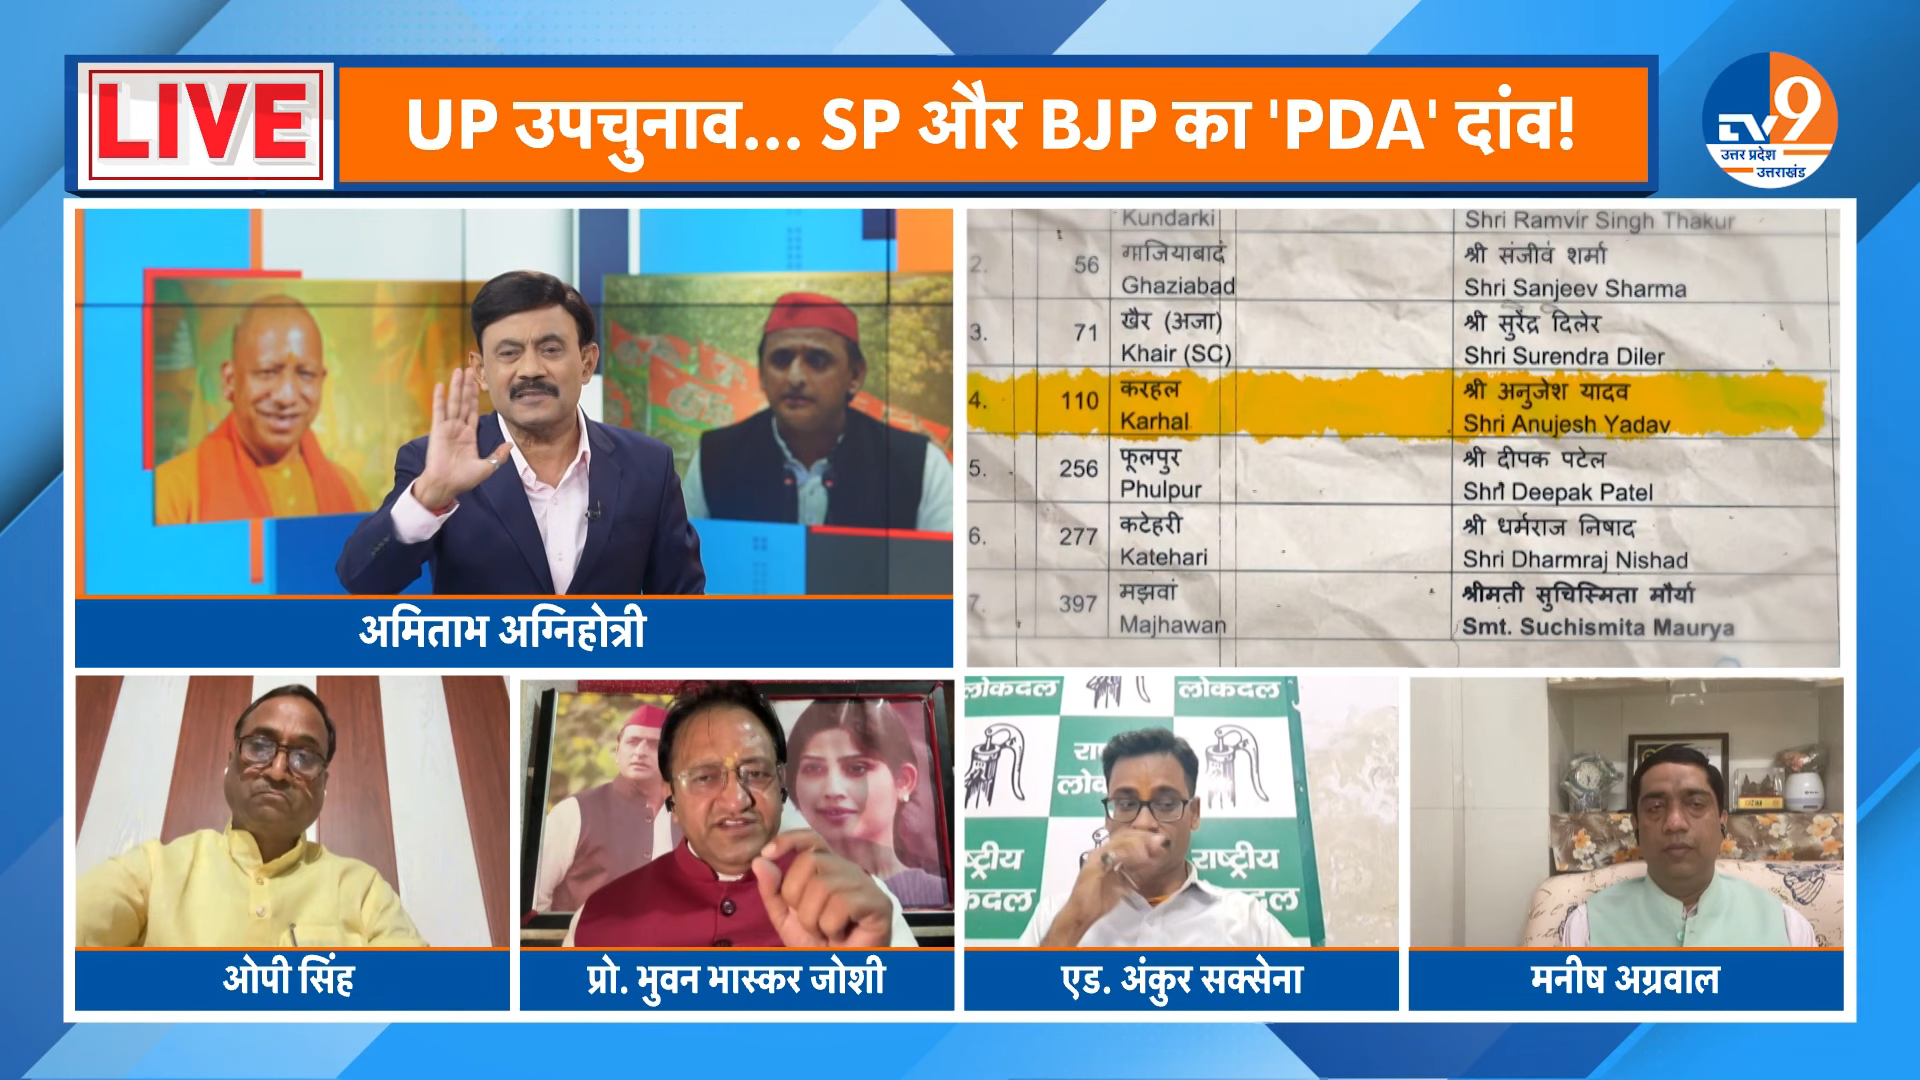 LIVE
UP उपचुनाव... SP और BJP का 'PDA' दांव!
TV9
उत्तर प्रदेश
उत्तराखंड
Kundarki Shri Ramvir Singh Thakur
2. 56 गाजियाबाद श्री संजीव शर्मा
Ghaziabad Shri Sanjeev Sharma
3. 71 खैर (अजा) श्री सुरेंद्र दिलेर
Khair (SC) Shri Surendra Diler
4. 110 करहल श्री अनुजेश यादव
Karhal Shri Anujesh Yadav
5. 256 फूलपुर श्री दीपक पटेल
Phulpur Shri Deepak Patel
6. 277 कटेहरी श्री धर्मराज निषाद
Katehari Shri Dharmraj Nishad
7. 397 मझवां श्रीमती सुचिस्मिता मौर्या
Majhawan Smt. Suchismita Maurya
अमिताभ अग्निहोत्री
लोकदल लोकदल
रा
लो
ष्ट्रीय राष्ट्रीय
कदल दल
ओपी सिंह
प्रो. भुवन भास्कर जोशी
एड. अंकुर सक्सेना
मनीष अग्रवाल